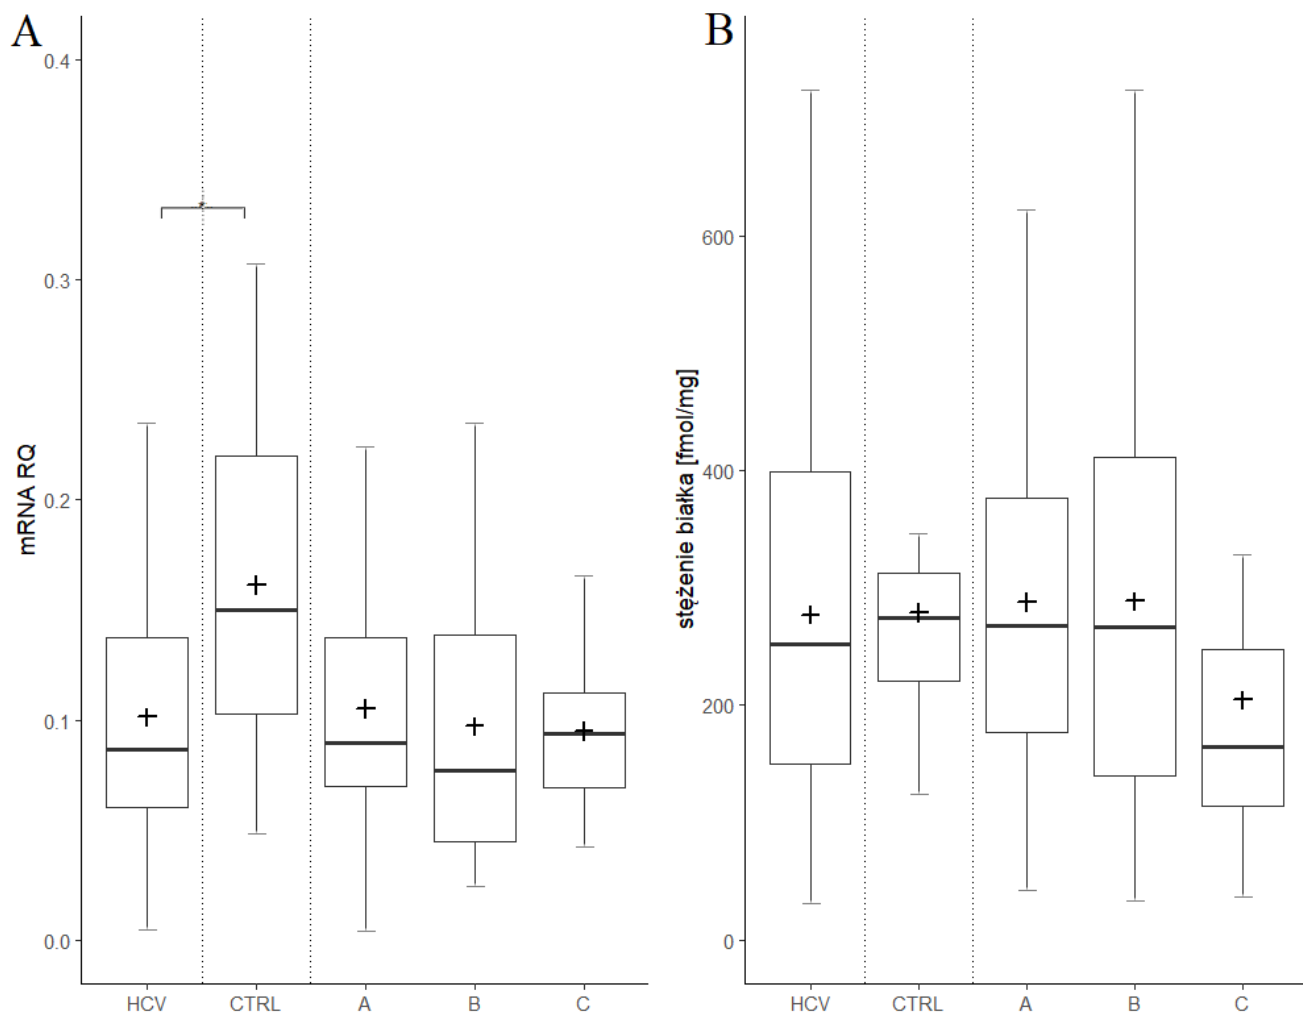 A
mRNA RQ
0.4
0.3
0.2
0.1
0.0
*
HCV CTRL A B C
B
stężenie białka [fmol/mg]
600
400
200
0
HCV CTRL A B C